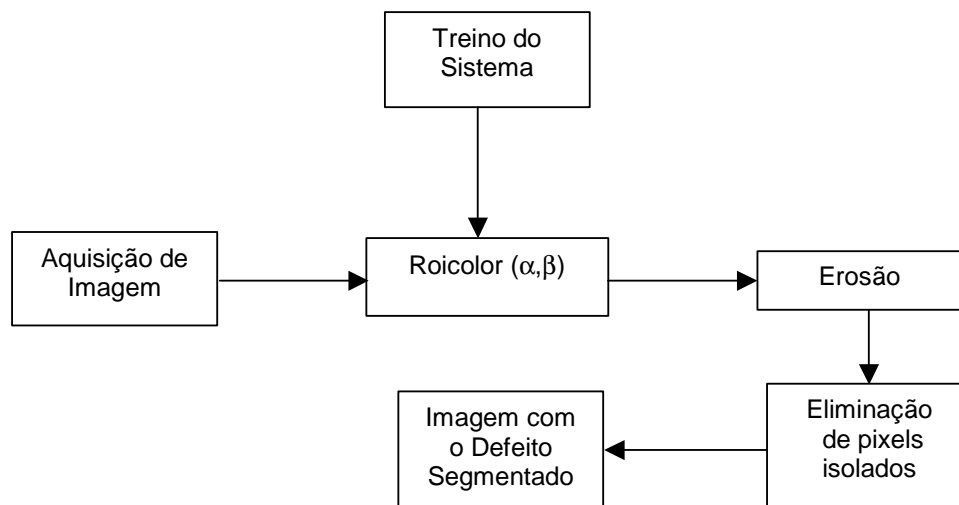 Treino do
Sistema
Aquisição de
Imagem
Roicolor (α,β)
Erosão
Imagem com
o Defeito
Segmentado
Eliminação
de pixels
isolados